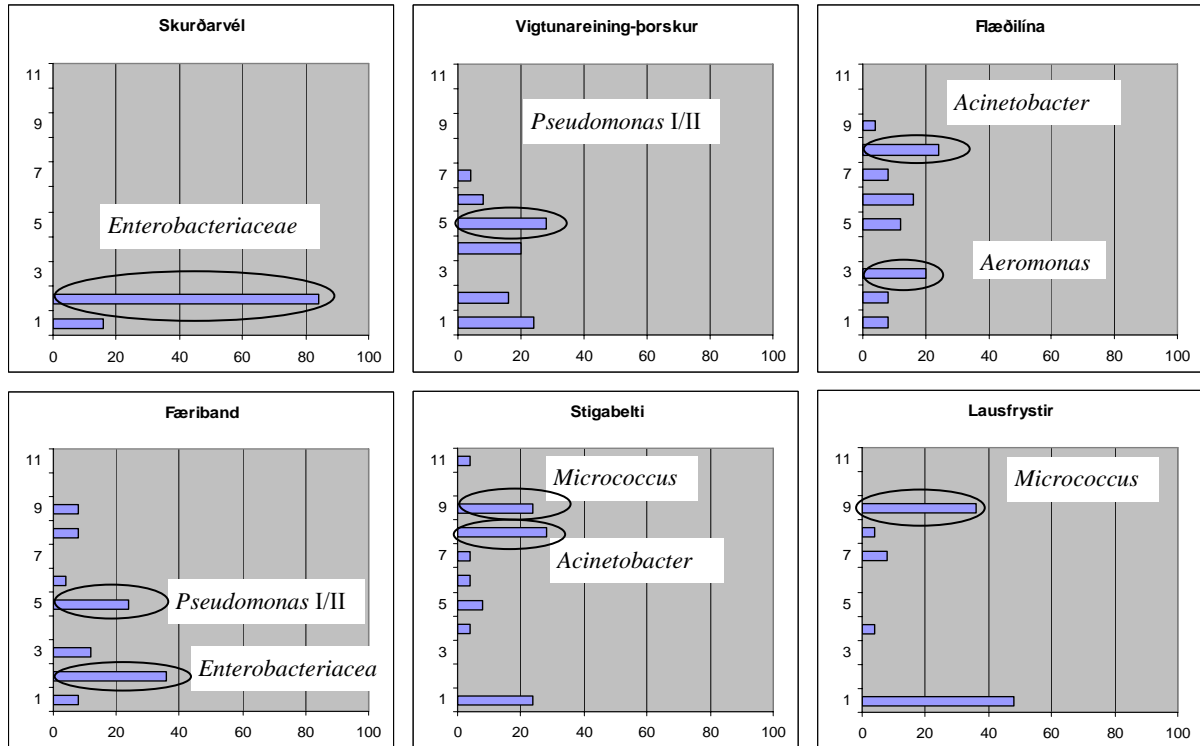 Skurðarvél
11
9
7
5
3
1
Enterobacteriaceae
0 20 40 60 80 100
Vigtunareining-þorskur
11
9
7
5
3
1
Pseudomonas I/II
0 20 40 60 80 100
Flæðilína
11
9
7
5
3
1
Acinetobacter
Aeromonas
0 20 40 60 80 100
Færiband
11
9
7
5
3
1
Pseudomonas I/II
Enterobacteriacea
0 20 40 60 80 100
Stigabelti
11
9
7
5
3
1
Micrococcus
Acinetobacter
0 20 40 60 80 100
Lausfrystir
11
9
7
5
3
1
Micrococcus
0 20 40 60 80 100